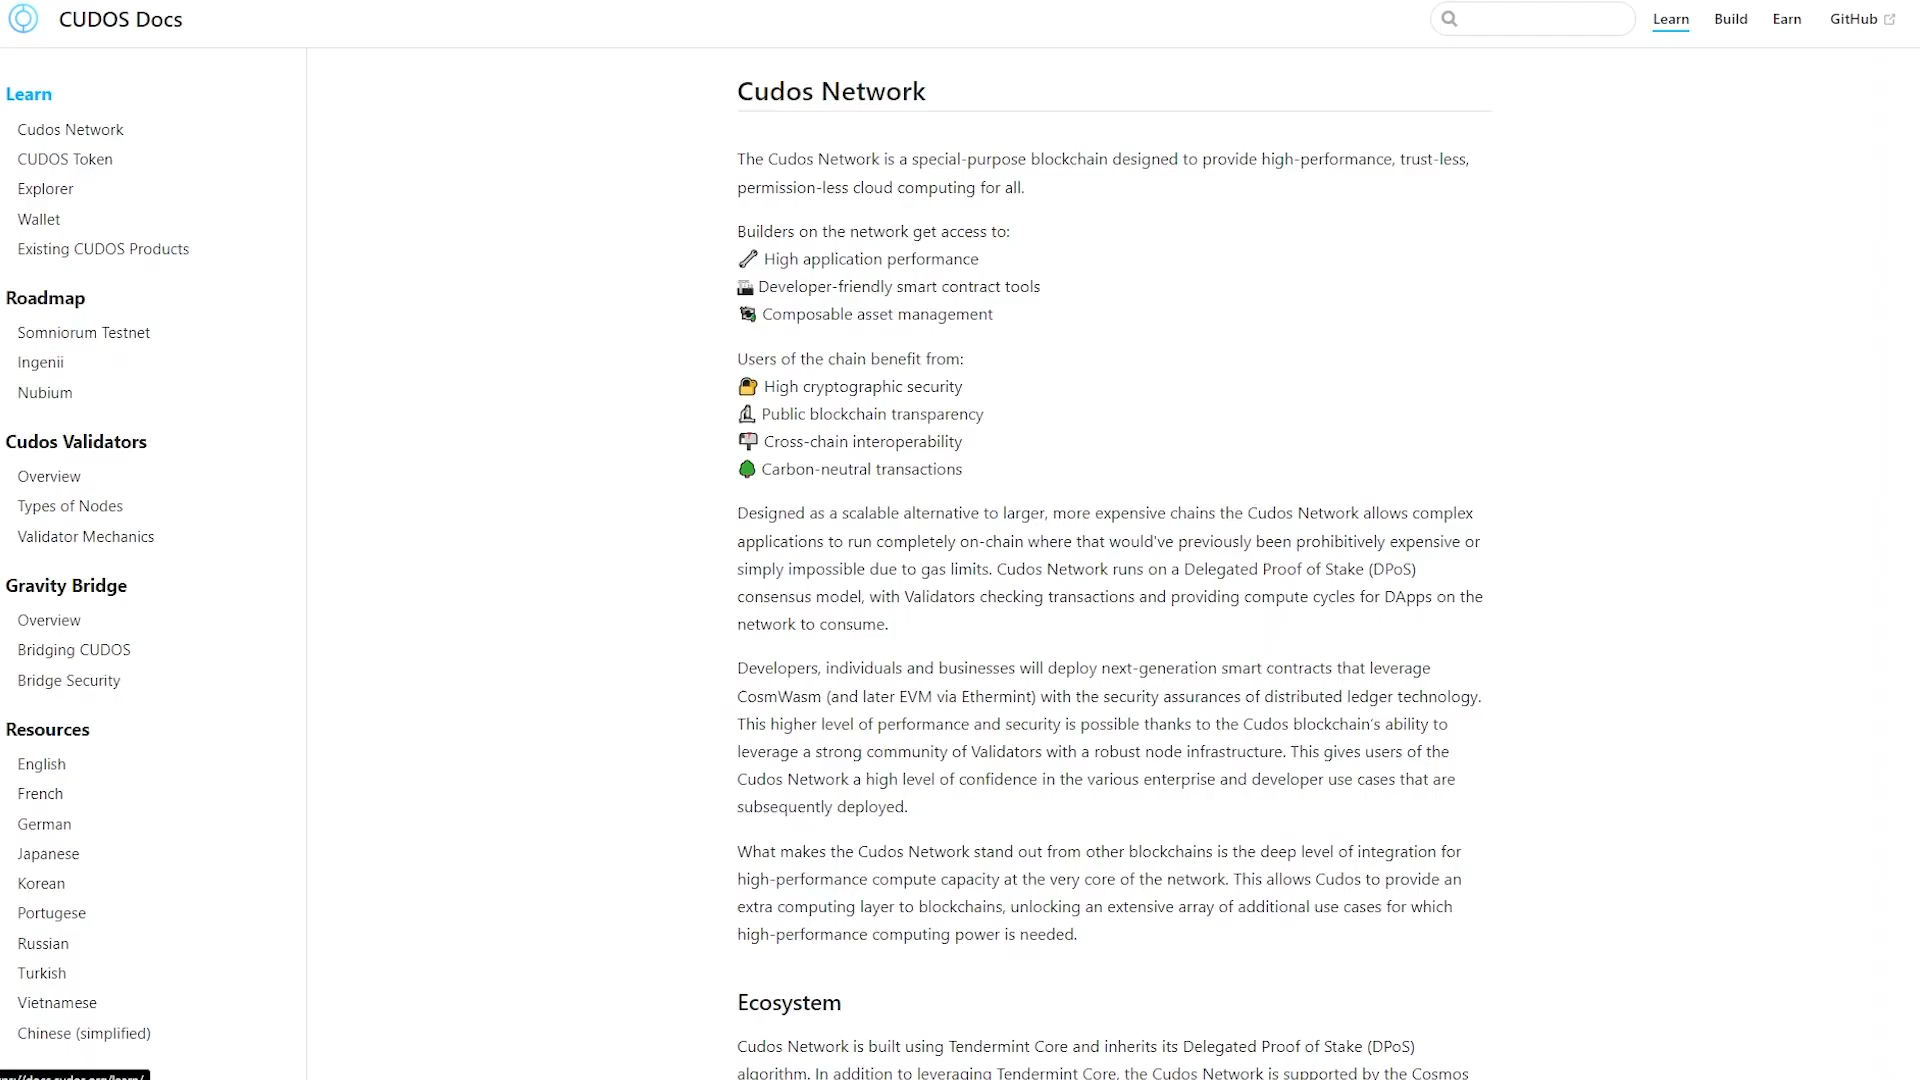 CUDOS Docs
Learn
Build
Earn
GitHub
Learn
Cudos Network
CUDOS Token
Explorer
Wallet
Existing CUDOS Products
Roadmap
Somniorum Testnet
Ingenii
Nubium
Cudos Validators
Overview
Types of Nodes
Validator Mechanics
Gravity Bridge
Overview
Bridging CUDOS
Bridge Security
Resources
English
French
German
Japanese
Korean
Portugese
Russian
Turkish
Vietnamese
Chinese (simplified)
Cudos Network
The Cudos Network is a special-purpose blockchain designed to provide high-performance, trust-less,
permission-less cloud computing for all.
Builders on the network get access to:
High application performance
Developer-friendly smart contract tools
Composable asset management
Users of the chain benefit from:
High cryptographic security
Public blockchain transparency
Cross-chain interoperability
Carbon-neutral transactions
Designed as a scalable alternative to larger, more expensive chains the Cudos Network allows complex
applications to run completely on-chain where that would've previously been prohibitively expensive or
simply impossible due to gas limits. Cudos Network runs on a Delegated Proof of Stake (DPoS)
consensus model, with Validators checking transactions and providing compute cycles for DApps on the
network to consume.
Developers, individuals and businesses will deploy next-generation smart contracts that leverage
CosmWasm (and later EVM via Ethermint) with the security assurances of distributed ledger technology.
This higher level of performance and security is possible thanks to the Cudos blockchain's ability to
leverage a strong community of Validators with a robust node infrastructure. This gives users of the
Cudos Network a high level of confidence in the various enterprise and developer use cases that are
subsequently deployed.
What makes the Cudos Network stand out from other blockchains is the deep level of integration for
high-performance compute capacity at the very core of the network. This allows Cudos to provide an
extra computing layer to blockchains, unlocking an extensive array of additional use cases for which
high-performance computing power is needed.
Ecosystem
Cudos Network is built using Tendermint Core and inherits its Delegated Proof of Stake (DPoS)
algorithm. In addition to leveraging Tendermint Core, the Cudos Network is supported by the Cosmos